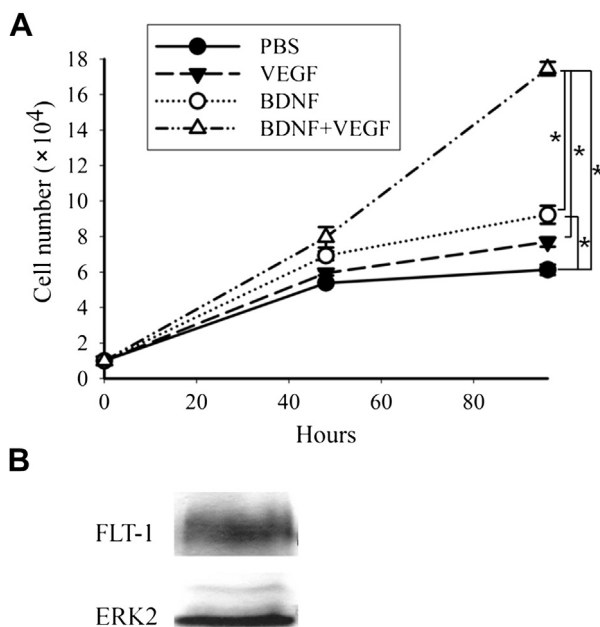 A
PBS
VEGF
BDNF
BDNF+VEGF
Cell number (×10⁴)
18
16
14
12
10
8
6
4
2
0
* * * *
0 20 40 60 80
Hours
B
FLT-1
ERK2